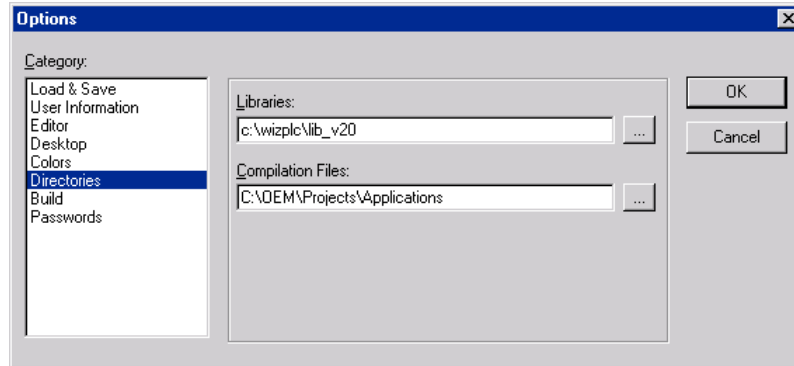 Options
Category:
Load & Save
User Information
Editor
Desktop
Colors
Directories
Build
Passwords
Libraries:
c:\wizplc\lib_v20
...
Compilation Files:
C:\OEM\Projects\Applications
...
OK
Cancel